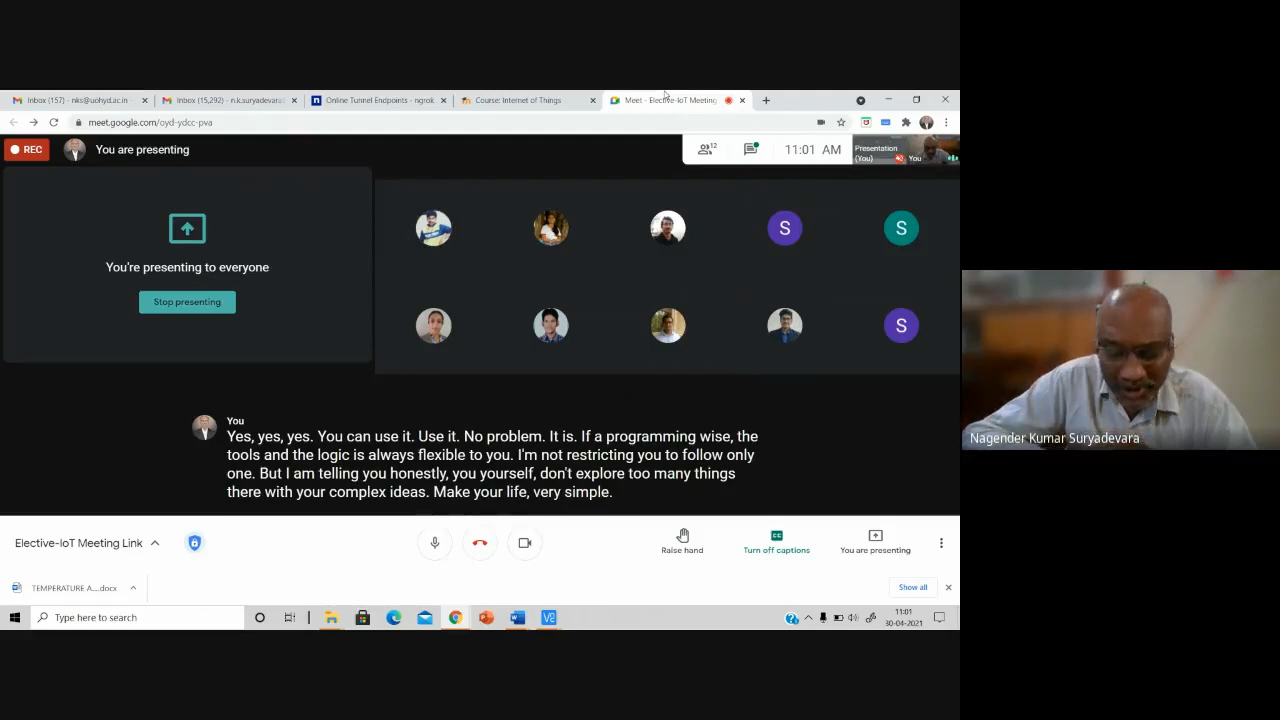 Inbox (157) - nks@uohyd.ac.in -
Inbox (15,292) - n.k.suryadevara
Online Tunnel Endpoints - ngrok
Course: Internet of Things
Meet - Elective-IoT Meeting
meet.google.com/oyd-ydcc-pva
REC
You are presenting
12
11:01 AM
Presentation
(You)
You
You're presenting to everyone
Stop presenting
S
S
S
You
Yes, yes, yes. You can use it. Use it. No problem. It is. If a programming wise, the
tools and the logic is always flexible to you. I'm not restricting you to follow only
one. But I am telling you honestly, you yourself, don't explore too many things
there with your complex ideas. Make your life, very simple.
Nagender Kumar Suryadevara
Elective-IoT Meeting Link
Raise hand
Turn off captions
You are presenting
TEMPERATURE A....docx
Show all
Type here to search
11:01
30-04-2021